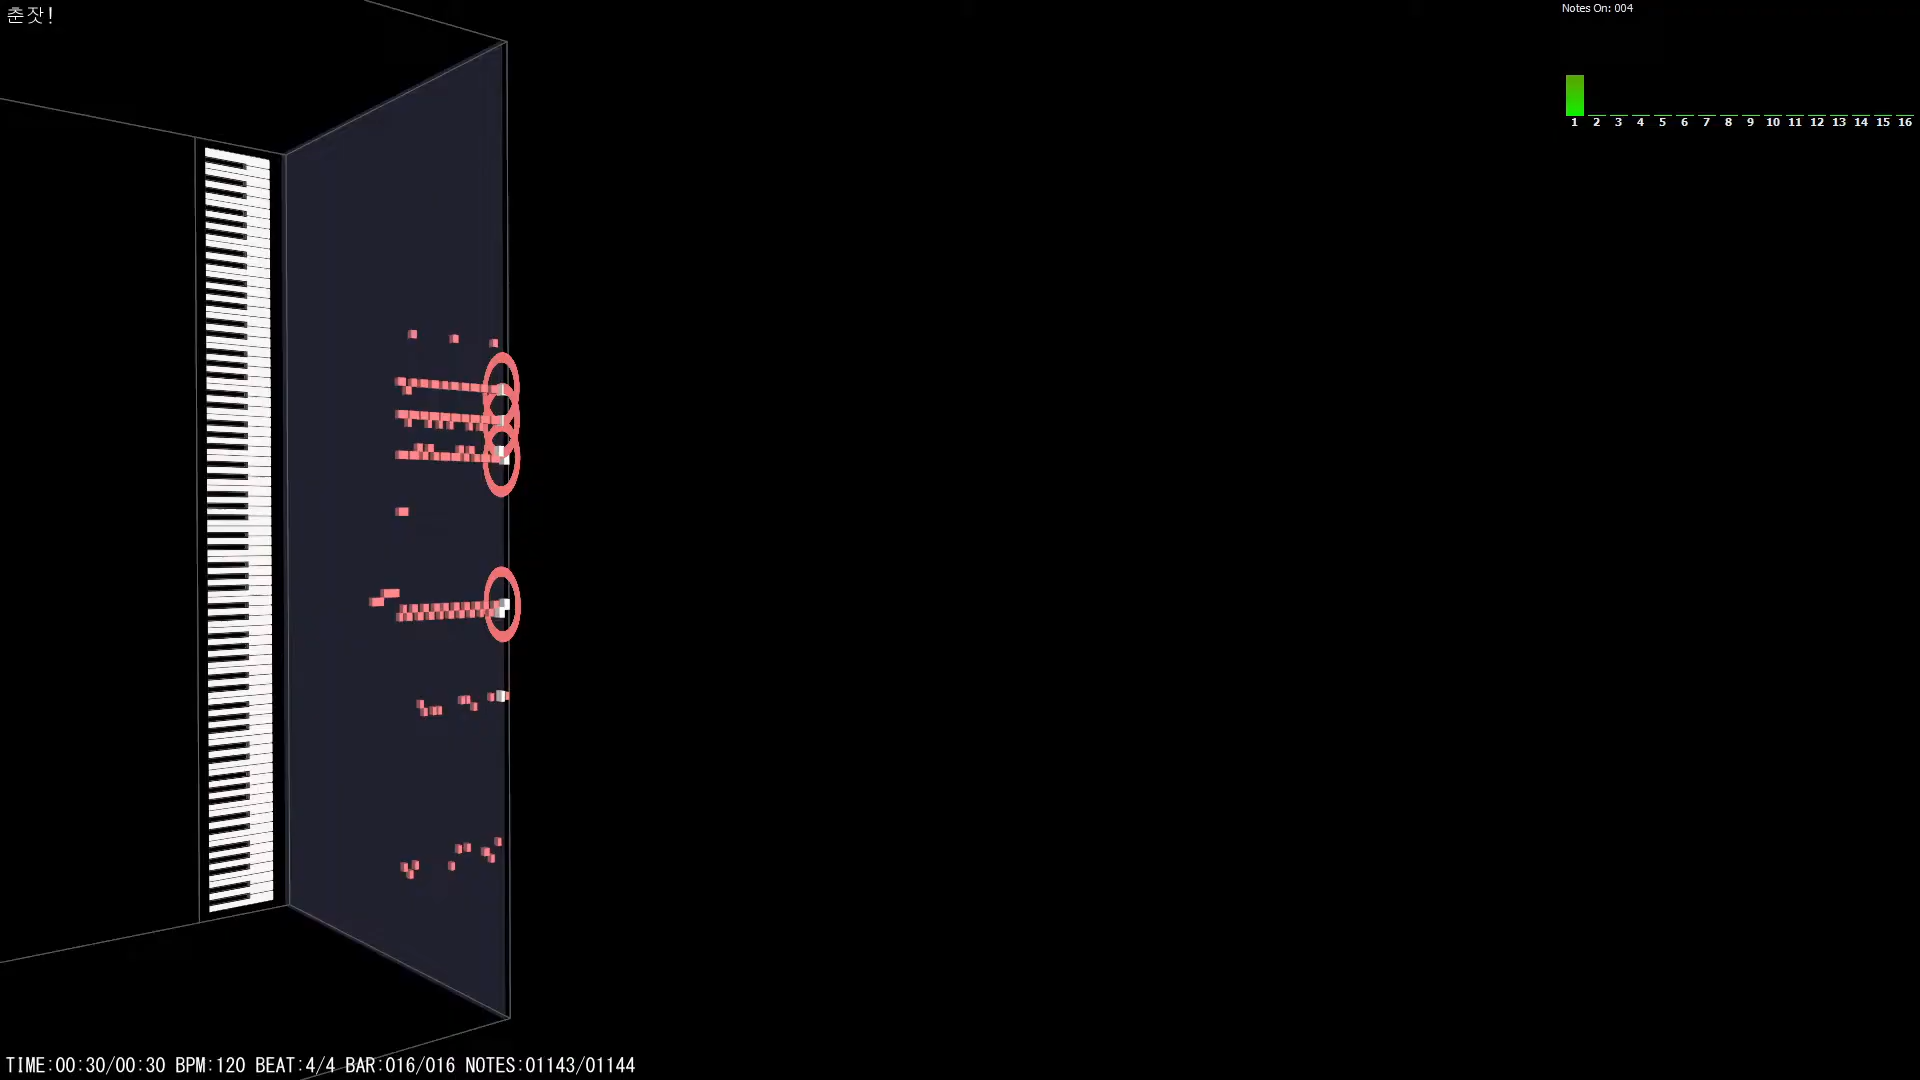 춘잣!
Notes On: 004
1 2 3 4 5 6 7 8 9 10 11 12 13 14 15 16
TIME:00:30/00:30 BPM:120 BEAT:4/4 BAR:016/016 NOTES:01143/01144